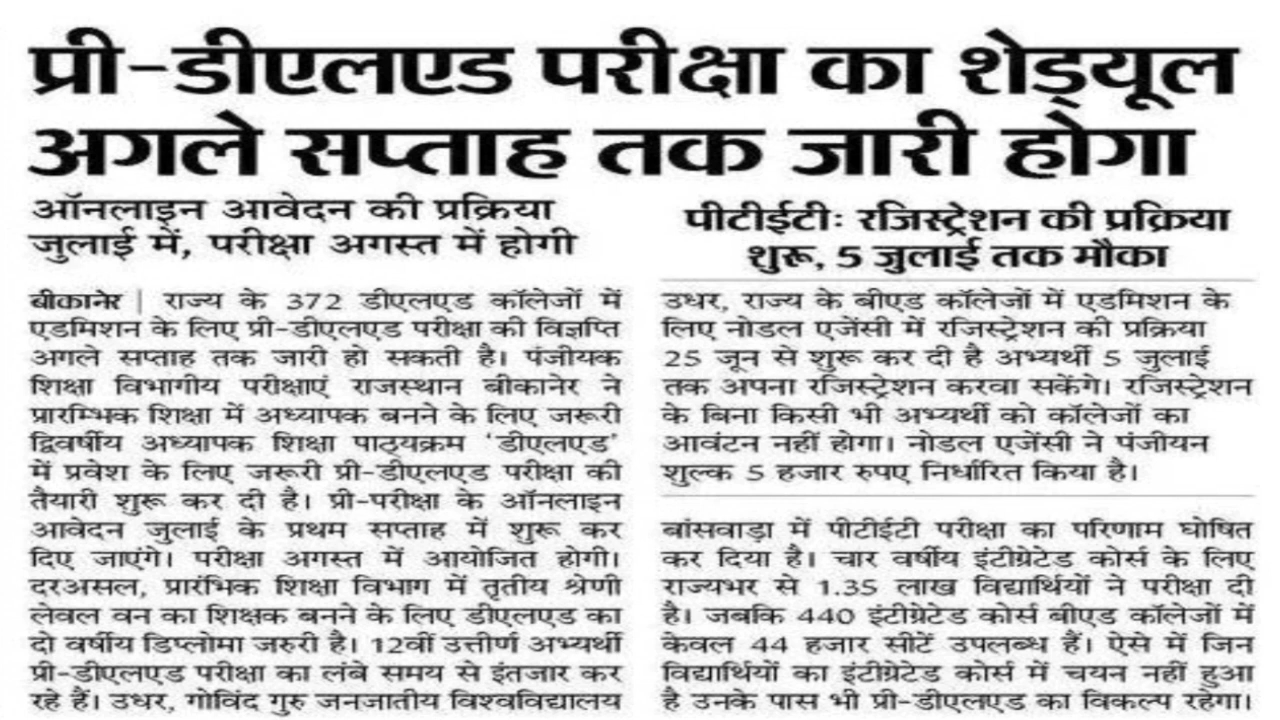 प्री-डीएलएड परीक्षा का शेड्यूल
अगले सप्ताह तक जारी होगा
ऑनलाइन आवेदन की प्रक्रिया
जुलाई में, परीक्षा अगस्त में होगी
बीकानेर | राज्य के 372 डीएलएड कॉलेजों में
एडमिशन के लिए प्री-डीएलएड परीक्षा की विज्ञप्ति
अगले सप्ताह तक जारी हो सकती है। पंजीयक
शिक्षा विभागीय परीक्षाएं राजस्थान बीकानेर ने
प्रारम्भिक शिक्षा में अध्यापक बनने के लिए जरूरी
द्विवर्षीय अध्यापक शिक्षा पाठ्यक्रम 'डीएलएड'
में प्रवेश के लिए जरूरी प्री-डीएलएड परीक्षा की
तैयारी शुरू कर दी है। प्री-परीक्षा के ऑनलाइन
आवेदन जुलाई के प्रथम सप्ताह में शुरू कर
दिए जाएंगे। परीक्षा अगस्त में आयोजित होगी।
दरअसल, प्रारंभिक शिक्षा विभाग में तृतीय श्रेणी
लेवल वन का शिक्षक बनने के लिए डीएलएड का
दो वर्षीय डिप्लोमा जरुरी है। 12वीं उत्तीर्ण अभ्यर्थी
प्री-डीएलएड परीक्षा का लंबे समय से इंतजार कर
रहे हैं। उधर, गोविंद गुरु जनजातीय विश्वविद्यालय
पीटीईटी: रजिस्ट्रेशन की प्रक्रिया
शुरू, 5 जुलाई तक मौका
उधर, राज्य के बीएड कॉलेजों में एडमिशन के
लिए नोडल एजेंसी में रजिस्ट्रेशन की प्रक्रिया
25 जून से शुरू कर दी है अभ्यर्थी 5 जुलाई
तक अपना रजिस्ट्रेशन करवा सकेंगे। रजिस्ट्रेशन
के बिना किसी भी अभ्यर्थी को कॉलेजों का
आवंटन नहीं होगा। नोडल एजेंसी ने पंजीयन
शुल्क 5 हजार रुपए निर्धारित किया है।
बांसवाड़ा में पीटीईटी परीक्षा का परिणाम घोषित
कर दिया है। चार वर्षीय इंटीग्रेटेड कोर्स के लिए
राज्यभर से 1.35 लाख विद्यार्थियों ने परीक्षा दी
है। जबकि 440 इंटीग्रेटेड कोर्स बीएड कॉलेजों में
केवल 44 हजार सीटें उपलब्ध हैं। ऐसे में जिन
विद्यार्थियों का इंटीग्रेटेड कोर्स में चयन नहीं हुआ
है उनके पास भी प्री-डीएलएड का विकल्प रहेगा।